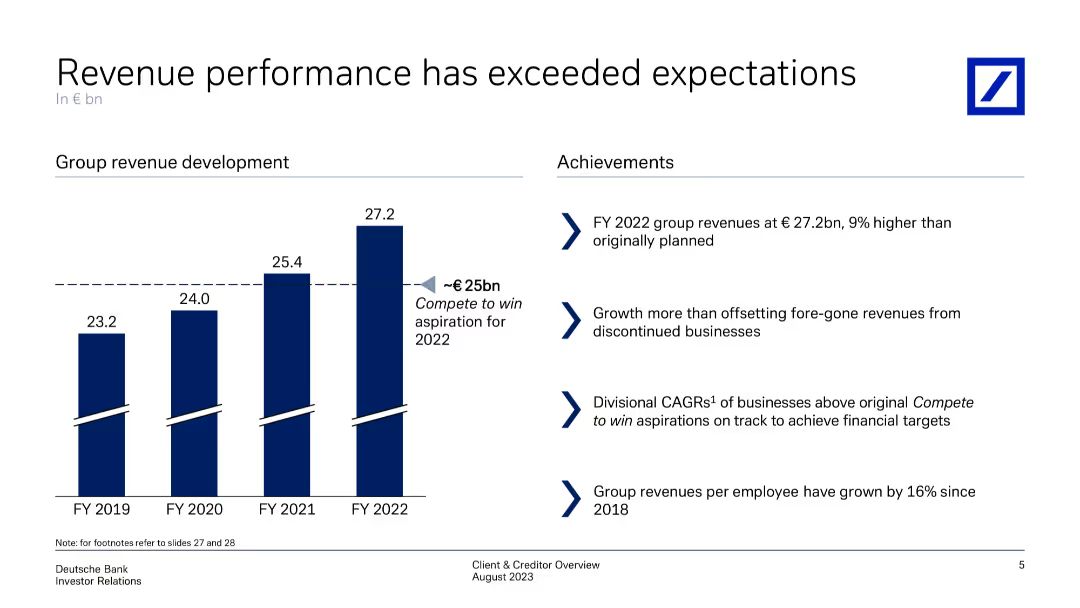 Revenue performance has exceeded expectations
In € bn
Group revenue development
27.2
25.4
24.0
23.2
~€ 25bn
Compete to win
aspiration for
2022
FY 2019 FY 2020 FY 2021 FY 2022
Achievements
FY 2022 group revenues at € 27.2bn, 9% higher than
originally planned
Growth more than offsetting fore-gone revenues from
discontinued businesses
Divisional CAGRs¹ of businesses above original Compete
to win aspirations on track to achieve financial targets
Group revenues per employee have grown by 16% since
2018
Note: for footnotes refer to slides 27 and 28
Deutsche Bank
Investor Relations
Client & Creditor Overview
August 2023
5